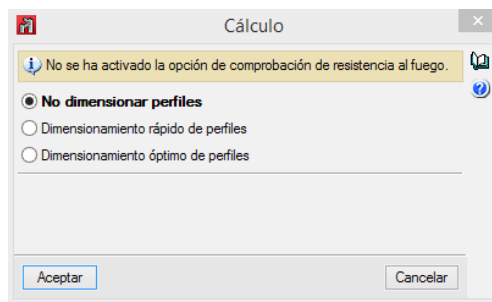 Cálculo
No se ha activado la opción de comprobación de resistencia al fuego.
No dimensionar perfiles
Dimensionamiento rápido de perfiles
Dimensionamiento óptimo de perfiles
Aceptar
Cancelar